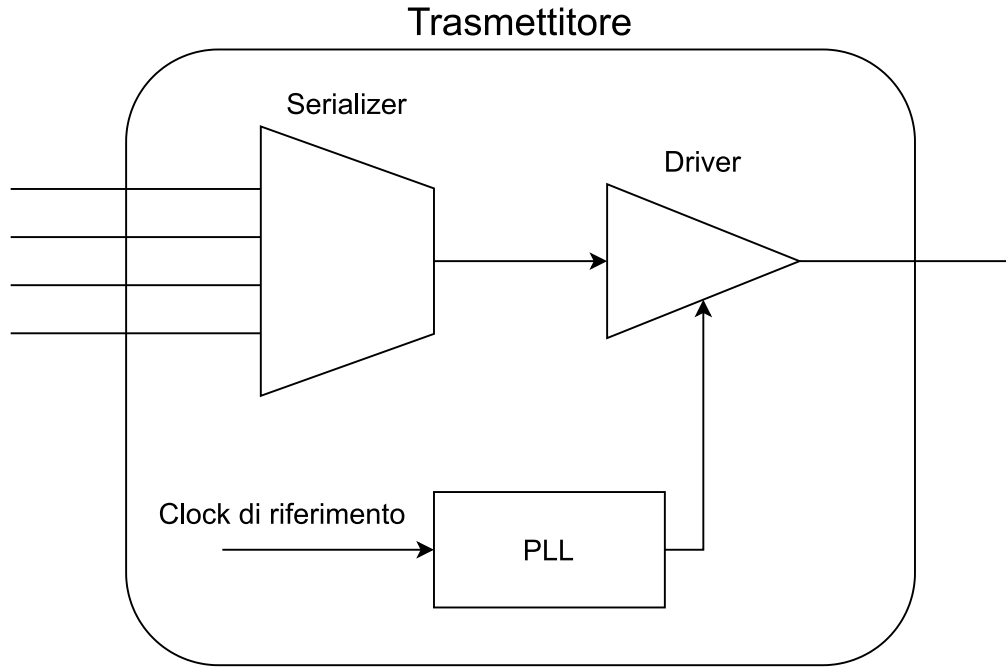 Trasmettitore
Serializer
Driver
Clock di riferimento
PLL